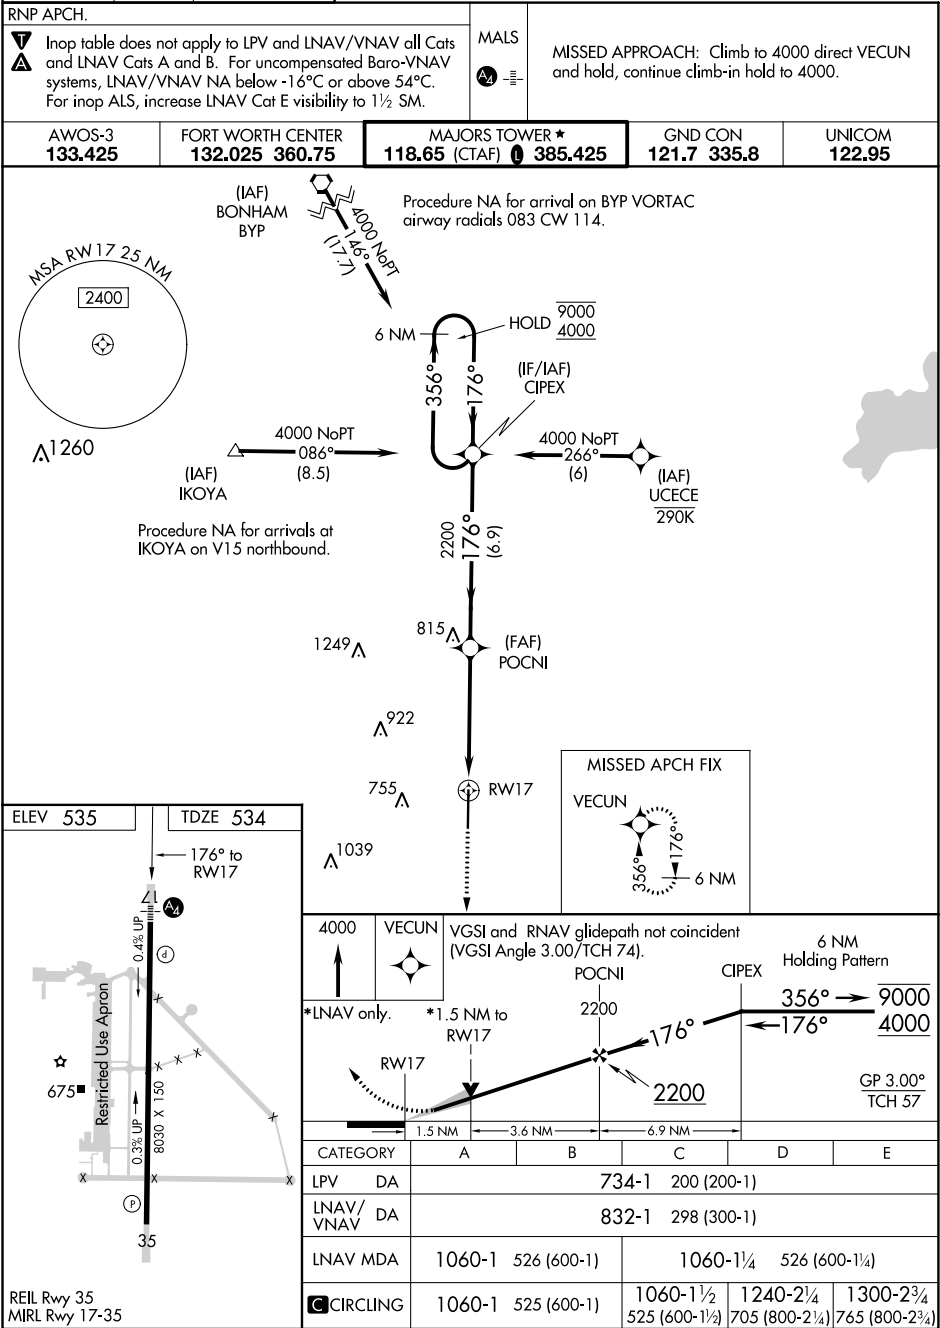 RNP APCH.
T
A
Inop table does not apply to LPV and LNAV/VNAV all Cats
and LNAV Cats A and B. For uncompensated Baro-VNAV
systems, LNAV/VNAV NA below -16°C or above 54°C.
For inop ALS, increase LNAV Cat E visibility to 1½ SM.
MALS
A4
MISSED APPROACH: Climb to 4000 direct VECUN
and hold, continue climb-in hold to 4000.
AWOS-3
133.425
FORT WORTH CENTER
132.025 360.75
MAJORS TOWER ★
118.65 (CTAF) L 385.425
GND CON
121.7 335.8
UNICOM
122.95
(IAF)
BONHAM
BYP
4000 NoPT
146°
(17.7)
Procedure NA for arrival on BYP VORTAC
airway radials 083 CW 114.
MSA RW17 25 NM
2400
1260
6 NM
HOLD
9000
4000
356°
176°
(IF/IAF)
CIPEX
4000 NoPT
086°
(8.5)
(IAF)
IKOYA
4000 NoPT
266°
(6)
(IAF)
UCECE
290K
Procedure NA for arrivals at
IKOYA on V15 northbound.
2200
176°
(6.9)
1249
815
(FAF)
POCNI
922
755
RW17
1039
MISSED APCH FIX
VECUN
356°
176°
6 NM
ELEV 535
TDZE 534
176° to
RW17
17
A4
0.4% UP
P
Restricted Use Apron
X
X
X
X
X
675
0.3% UP
8030 X 150
X
X
X
P
35
REIL Rwy 35
MIRL Rwy 17-35
4000
VECUN
VGSI and RNAV glidepath not coincident
(VGSI Angle 3.00/TCH 74).
*LNAV only.
*1.5 NM to
RW17
RW17
POCNI
2200
CIPEX
6 NM
Holding Pattern
356°
176°
9000
4000
176°
2200
GP 3.00°
TCH 57
1.5 NM
3.6 NM
6.9 NM
CATEGORY A B C D E
LPV DA 734-1 200 (200-1)
LNAV/
VNAV DA 832-1 298 (300-1)
LNAV MDA 1060-1 526 (600-1) 1060-1¼ 526 (600-1¼)
C CIRCLING 1060-1 525 (600-1) 1060-1½ 1240-2¼ 1300-2¾
525 (600-1½) 705 (800-2¼) 765 (800-2¾)